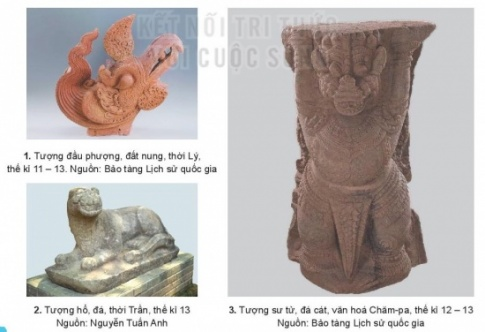 KẾT NỐI TRI THỨC
VỚI CUỘC SỐNG
1. Tượng đầu phượng, đất nung, thời Lý,
thế kỉ 11 – 13. Nguồn: Bảo tàng Lịch sử quốc gia
2. Tượng hổ, đá, thời Trần, thế kỉ 13
Nguồn: Nguyễn Tuấn Anh
3. Tượng sư tử, đá cát, văn hoá Chăm-pa, thế kỉ 12 – 13
Nguồn: Bảo tàng Lịch sử quốc gia